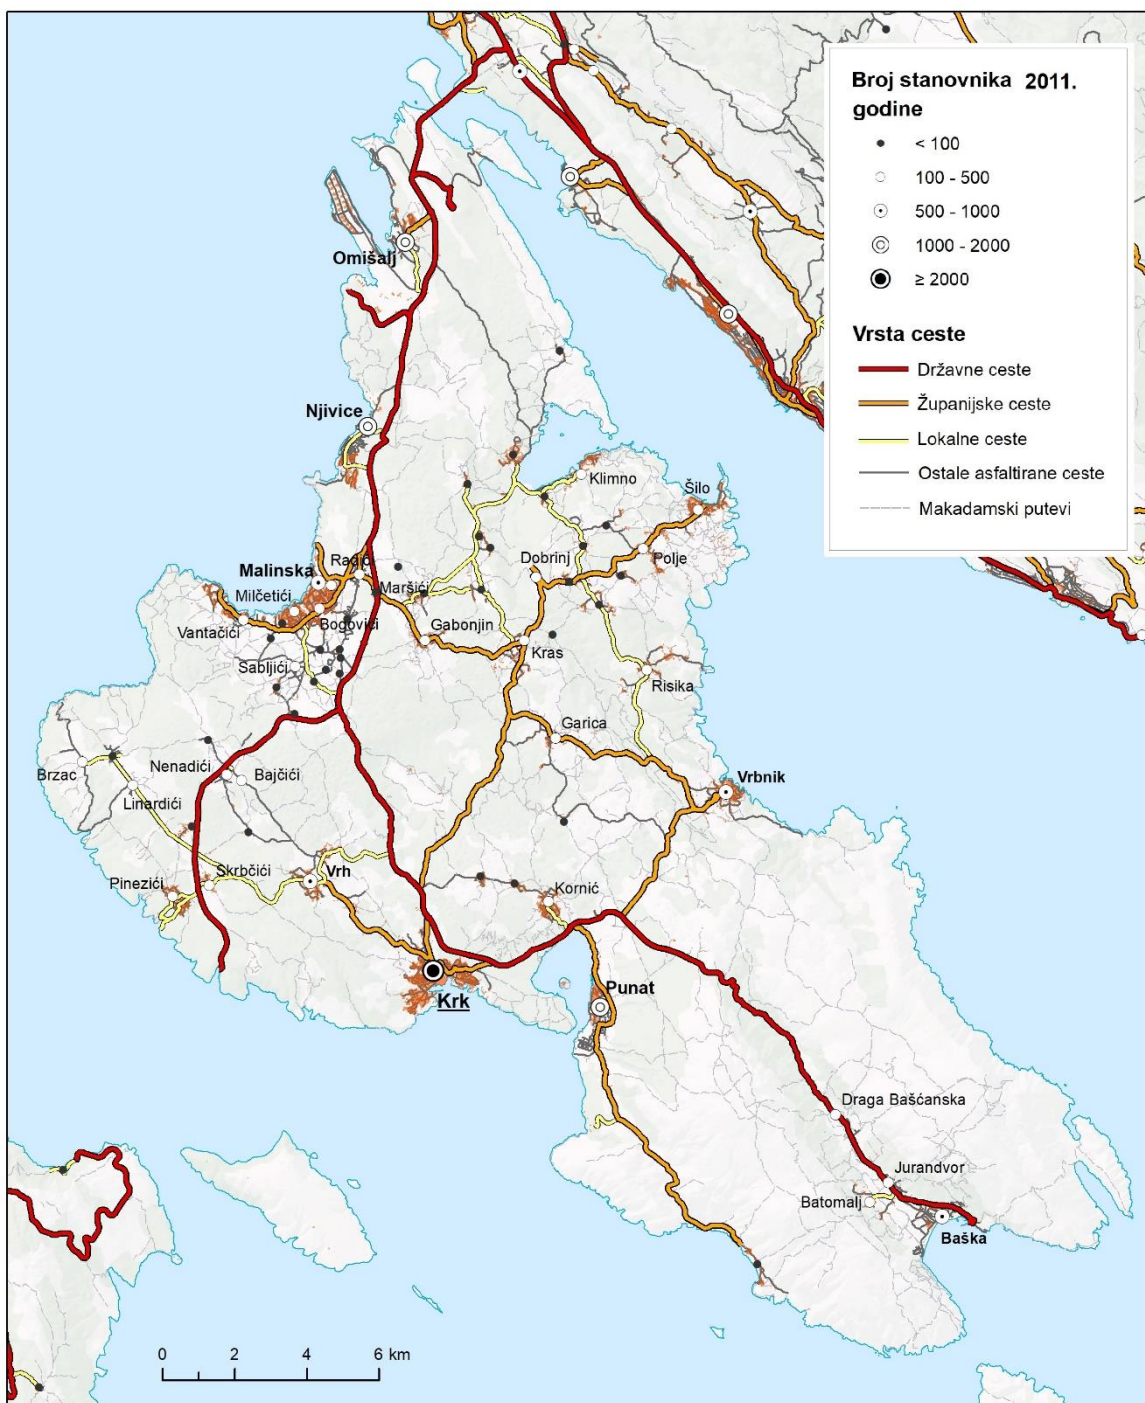 Broj stanovnika 2011.
godine
< 100
100 - 500
500 - 1000
1000 - 2000
≥ 2000
Vrsta ceste
Državne ceste
Županijske ceste
Lokalne ceste
Ostale asfaltirane ceste
Makadamski putevi
Omišalj
Njivice
Klimno
Šilo
Dobrinj
Polje
Radići
Malinska
Maršići
Milčetići
Bogovići
Vantačići
Gabonjin
Kras
Sabljići
Risika
Garica
Nenadići
Brzac
Bajčići
Vrbnik
Linardići
Skrbčići
Vrh
Pinezići
Kornić
Punat
Krk
Draga Bašćanska
Jurandvor
Batomalj
Baška
0 2 4 6 km